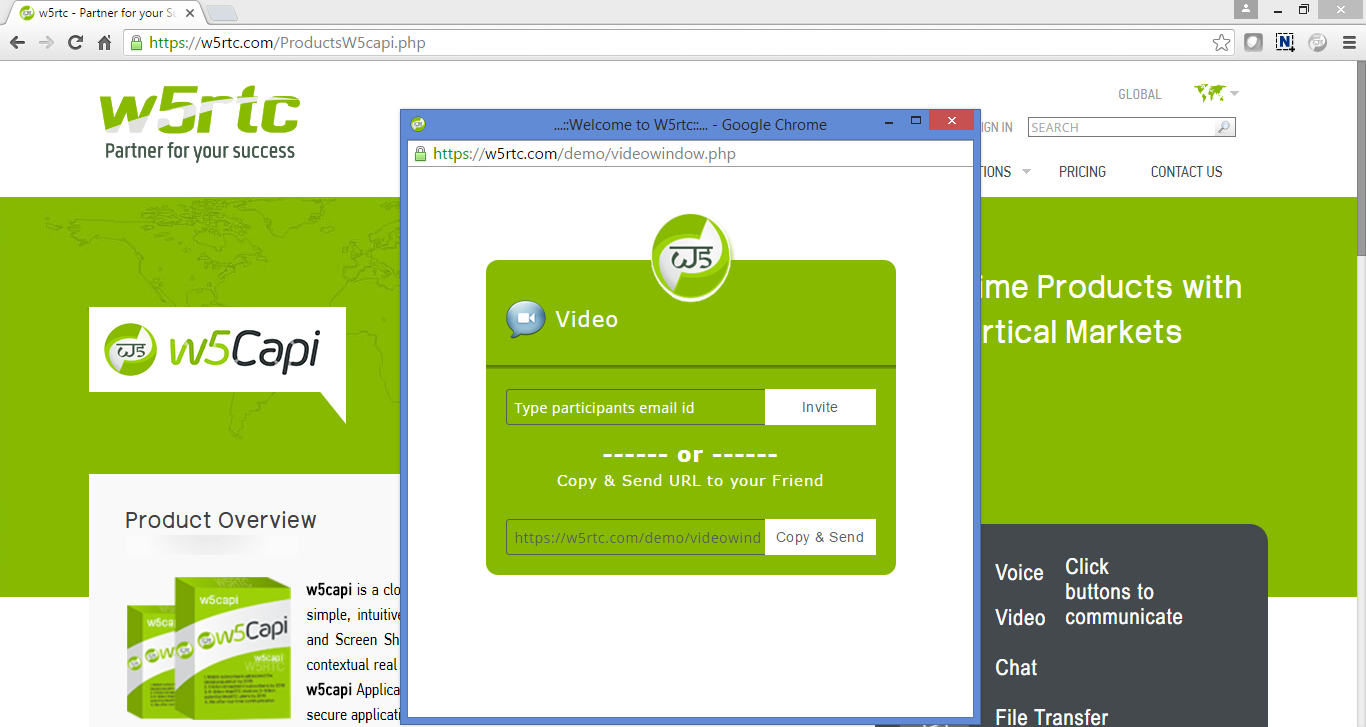 w5rtc - Partner for your Su
https://w5rtc.com/ProductsW5capi.php
w5rtc
Partner for your success
GLOBAL
IGN IN
SEARCH
TIONS
PRICING
CONTACT US
...::Welcome to W5rtc::... - Google Chrome
https://w5rtc.com/demo/videowindow.php
Video
Type participants email id
Invite
------ or ------
Copy & Send URL to your Friend
https://w5rtc.com/demo/videowind
Copy & Send
w5Capi
ime Products with
rtical Markets
Product Overview
w5capi
w5Capi
w5capi
W5RTC
w5capi is a clo
simple, intuitive
and Screen Sh
contextual real
w5capi Applica
secure applicati
Voice
Video
Chat
File Transfer
Click
buttons to
communicate